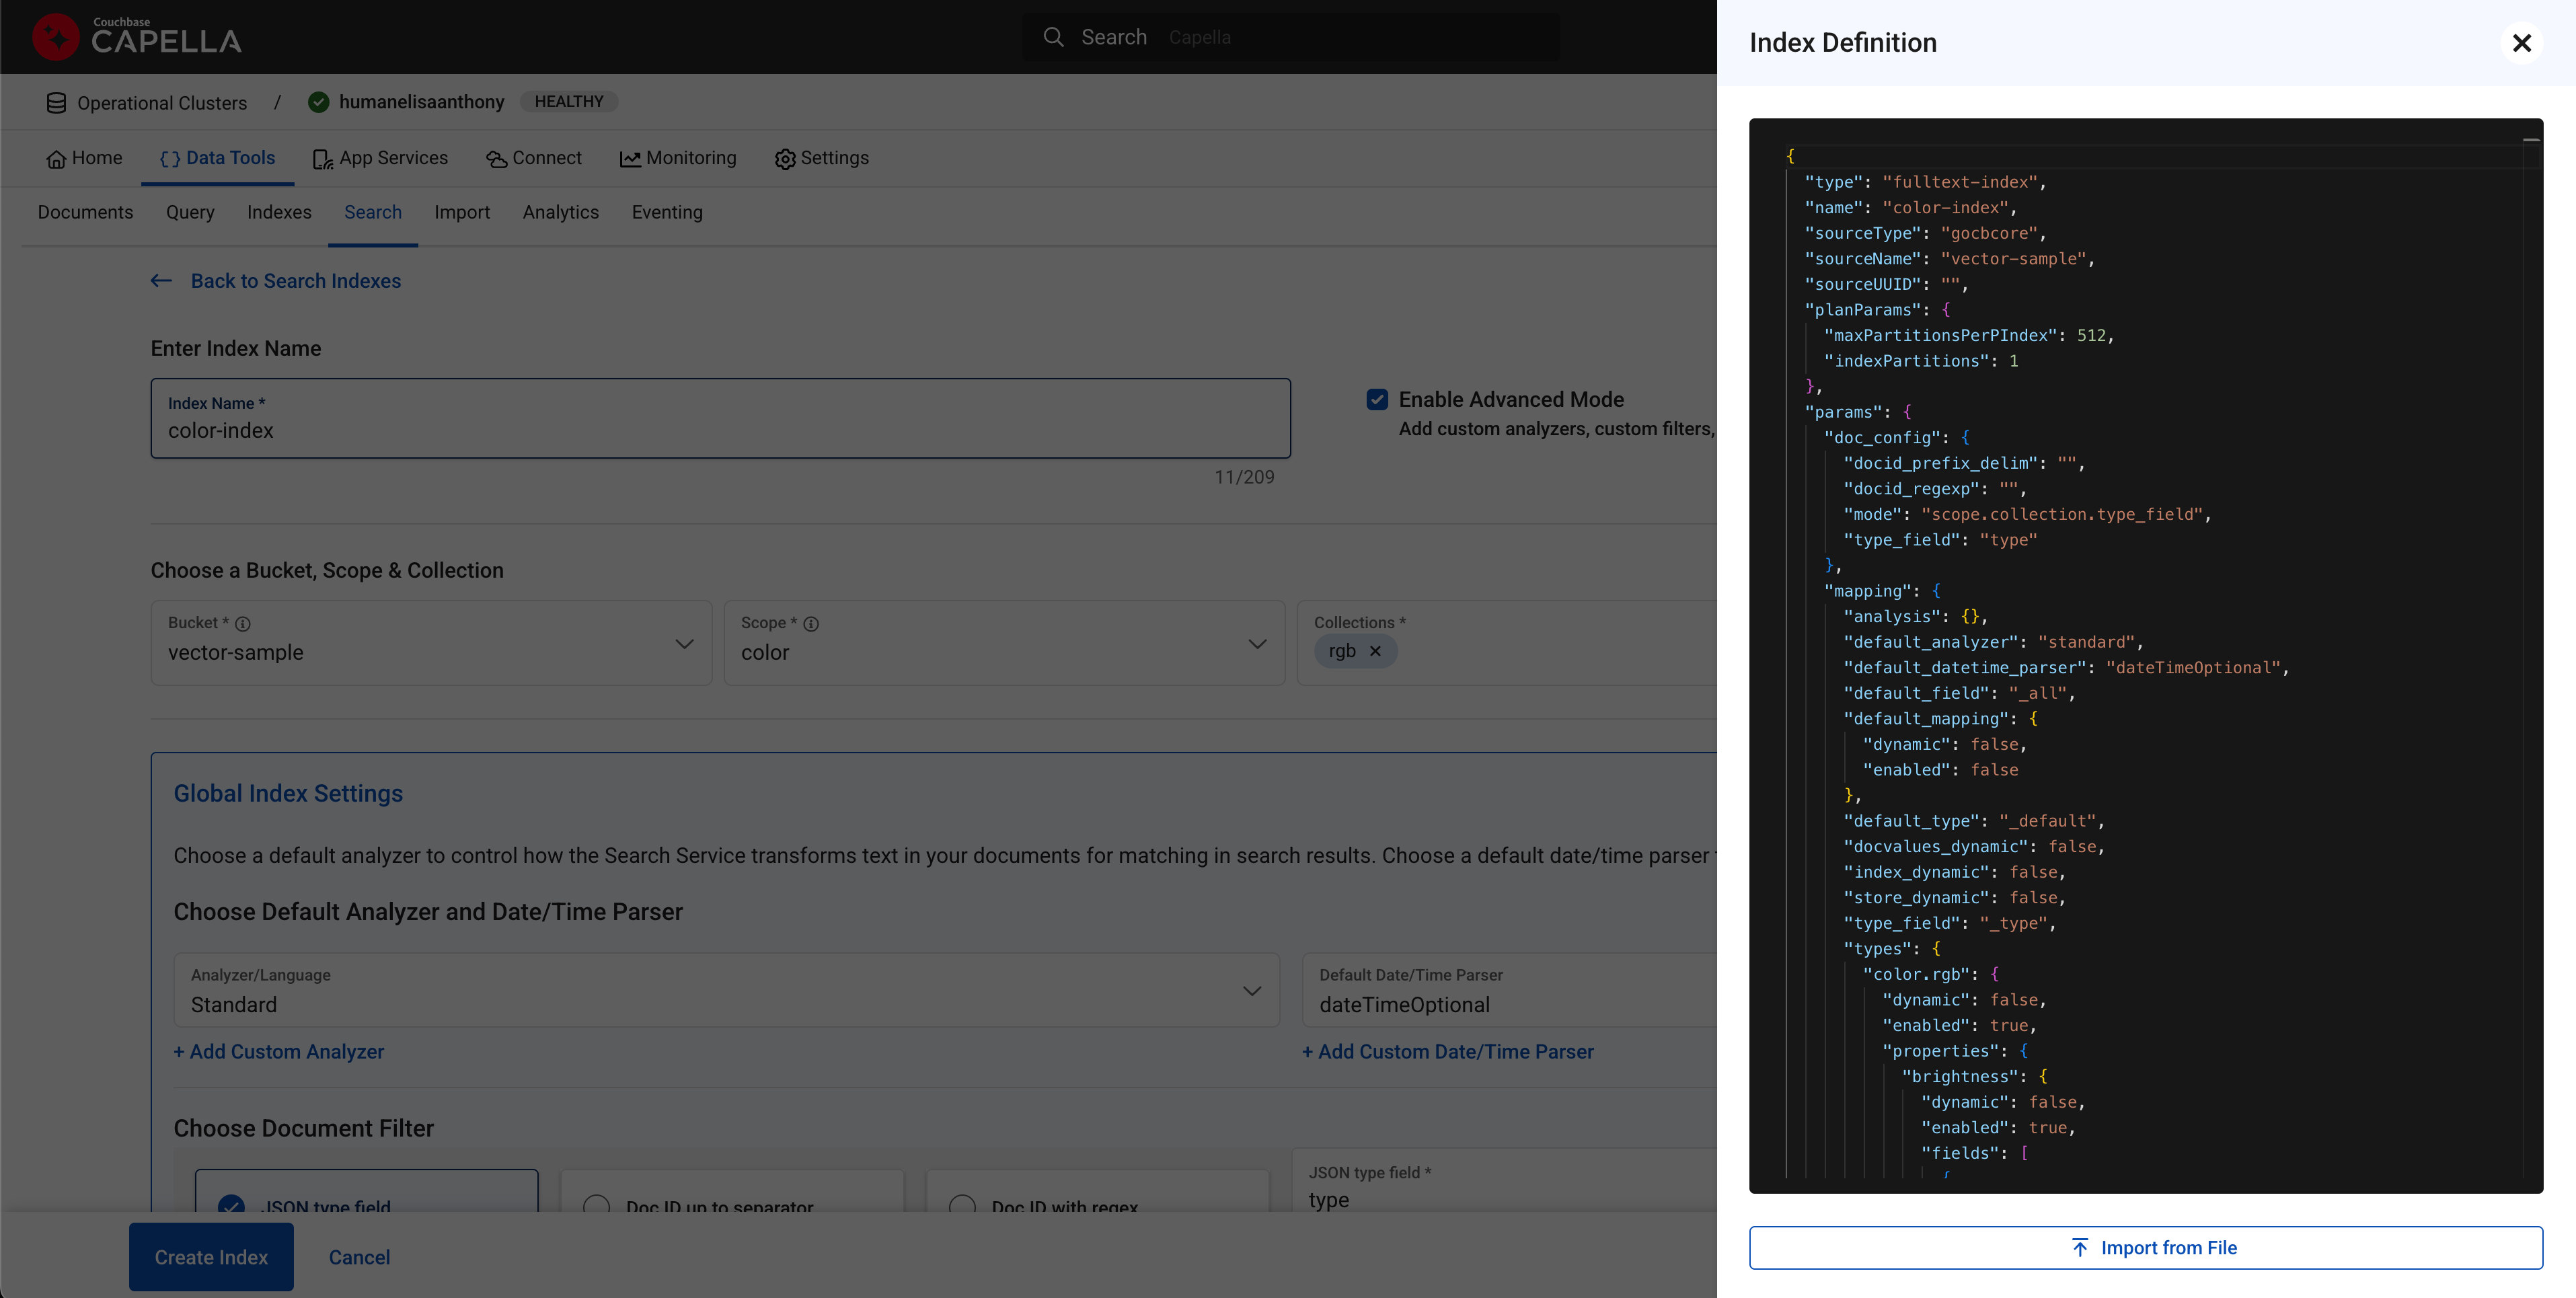 Couchbase
CAPELLA
Search Capella
Operational Clusters / humanelisaanthony HEALTHY
Home Data Tools App Services Connect Monitoring Settings
Documents Query Indexes Search Import Analytics Eventing
Back to Search Indexes
Enter Index Name
Index Name *
color-index
11/209
Enable Advanced Mode
Add custom analyzers, custom filters,
Choose a Bucket, Scope & Collection
Bucket *
vector-sample
Scope *
color
Collections *
rgb
Global Index Settings
Choose a default analyzer to control how the Search Service transforms text in your documents for matching in search results. Choose a default date/time parser
Choose Default Analyzer and Date/Time Parser
Analyzer/Language
Standard
Default Date/Time Parser
dateTimeOptional
+ Add Custom Analyzer
+ Add Custom Date/Time Parser
Choose Document Filter
JSON type field
Doc ID up to separator
Doc ID with regex
JSON type field *
type
Create Index
Cancel
Index Definition
{
"type": "fulltext-index",
"name": "color-index",
"sourceType": "gocbcore",
"sourceName": "vector-sample",
"sourceUUID": "",
"planParams": {
"maxPartitionsPerPIndex": 512,
"indexPartitions": 1
},
"params": {
"doc_config": {
"docid_prefix_delim": "",
"docid_regexp": "",
"mode": "scope.collection.type_field",
"type_field": "type"
},
"mapping": {
"analysis": {},
"default_analyzer": "standard",
"default_datetime_parser": "dateTimeOptional",
"default_field": "_all",
"default_mapping": {
"dynamic": false,
"enabled": false
},
"default_type": "_default",
"docvalues_dynamic": false,
"index_dynamic": false,
"store_dynamic": false,
"type_field": "_type",
"types": {
"color.rgb": {
"dynamic": false,
"enabled": true,
"properties": {
"brightness": {
"dynamic": false,
"enabled": true,
"fields": [
{
Import from File